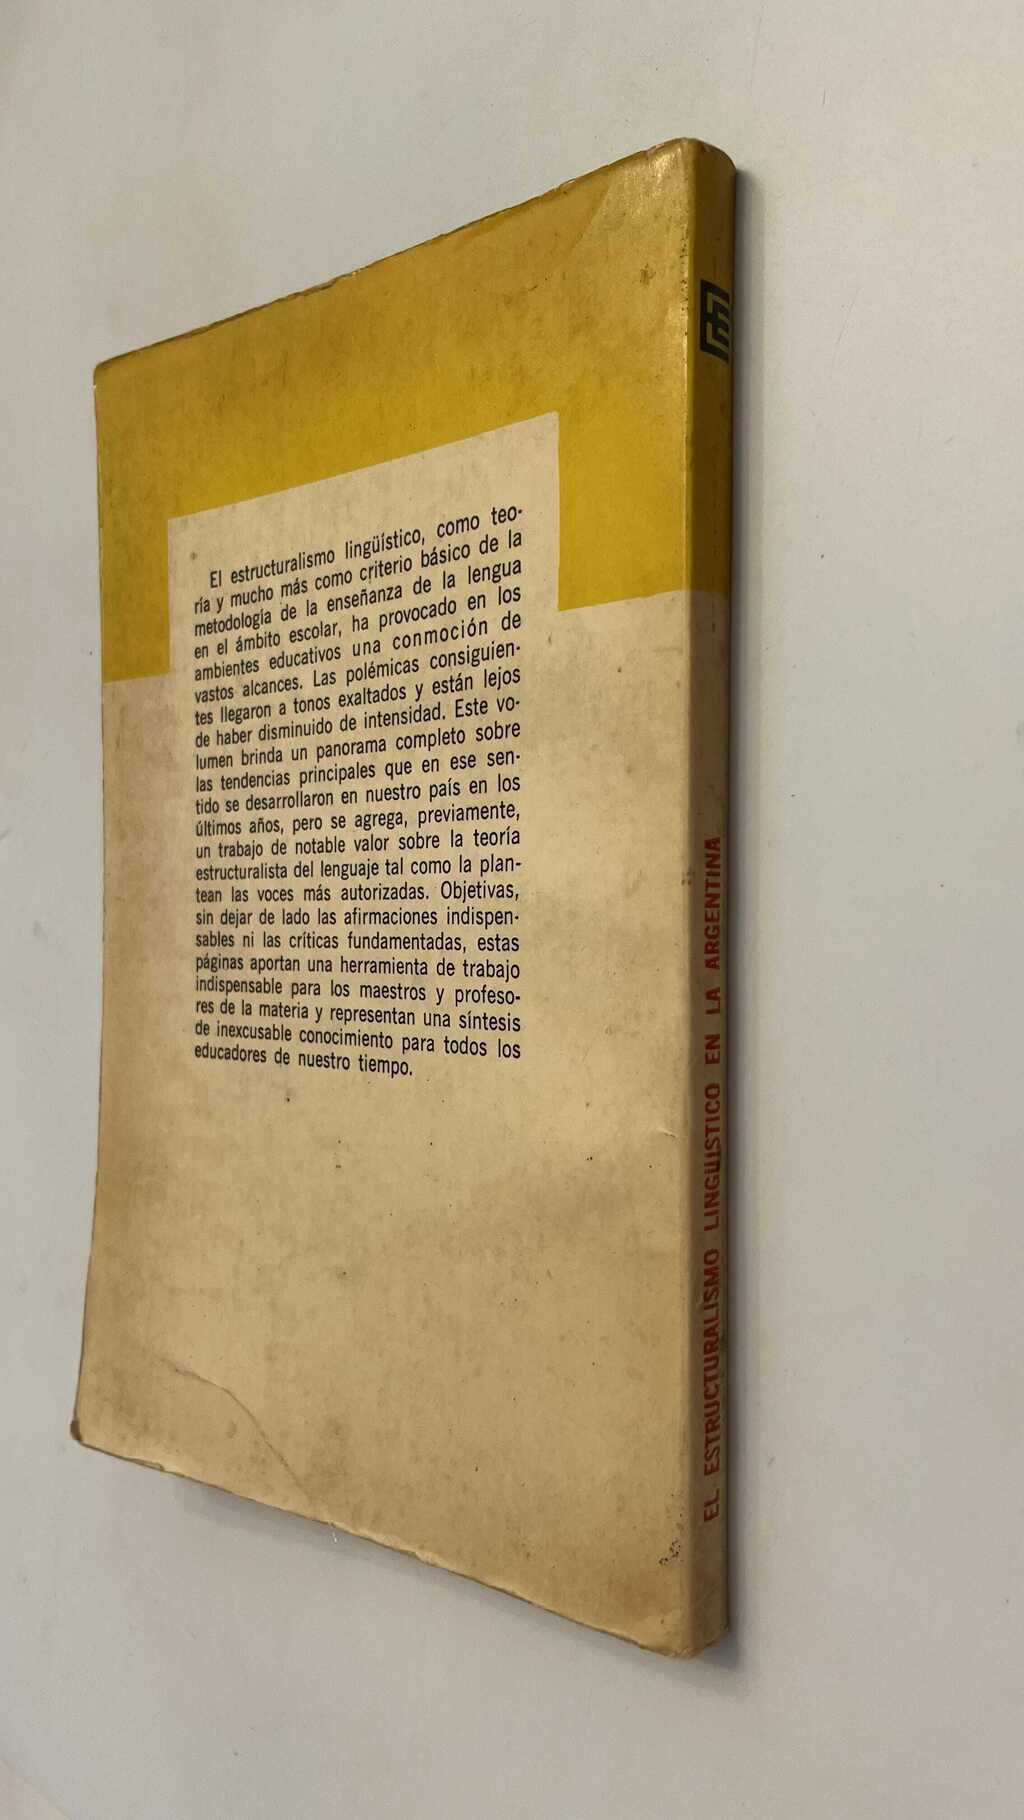 El estructuralismo lingüístico, como teo-
ría y mucho más como criterio básico de la
metodología de la enseñanza de la lengua
en el ámbito escolar, ha provocado en los
ambientes educativos una conmoción de
vastos alcances. Las polémicas consiguien-
tes llegaron a tonos exaltados y están lejos
de haber disminuido de intensidad. Este vo-
lumen brinda un panorama completo sobre
las tendencias principales que en ese sen-
tido se desarrollaron en nuestro país en los
últimos años, pero se agrega, previamente,
un trabajo de notable valor sobre la teoría
estructuralista del lenguaje tal como la plan-
tean las voces más autorizadas. Objetivas,
sin dejar de lado las afirmaciones indispen-
sables ni las críticas fundamentadas, estas
páginas aportan una herramienta de trabajo
indispensable para los maestros y profeso-
res de la materia y representan una síntesis
de inexcusable conocimiento para todos los
educadores de nuestro tiempo.
EL ESTRUCTURALISMO LINGÜISTICO EN LA ARGENTINA